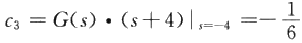 c₃ = G(s) • (s+4)|ₛ₌₋₄ = −1/6